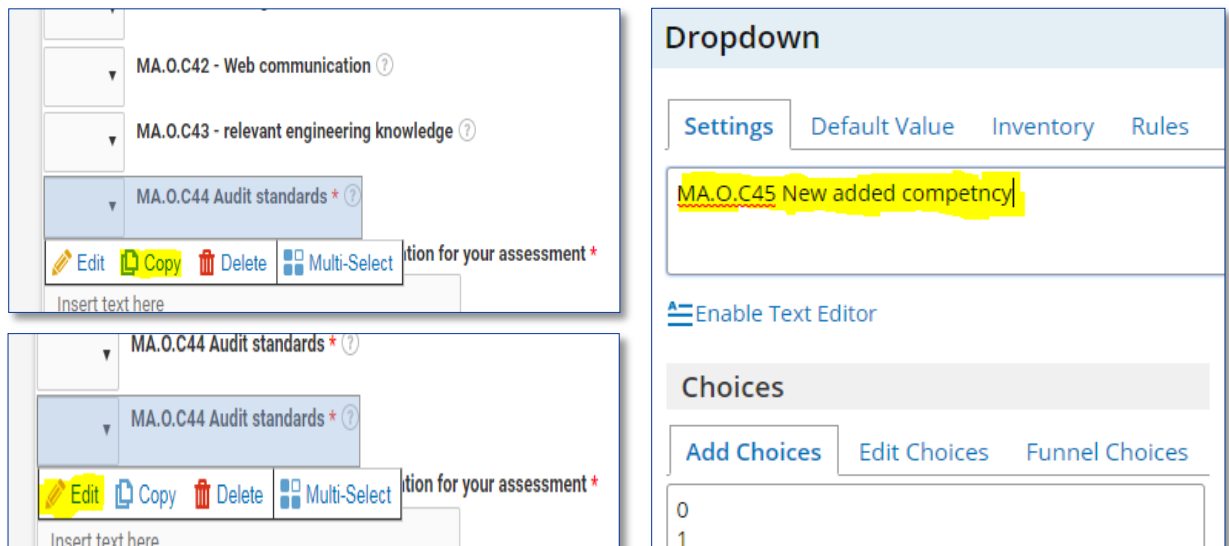 MA.O.C42 - Web communication ?
MA.O.C43 - relevant engineering knowledge ?
MA.O.C44 Audit standards * ?
Edit Copy Delete Multi-Select tion for your assessment *
Insert text here
MA.O.C44 Audit standards * ?
MA.O.C44 Audit standards * ?
Edit Copy Delete Multi-Select tion for your assessment *
Insert text here
Dropdown
Settings Default Value Inventory Rules
MA.O.C45 New added competncy
Enable Text Editor
Choices
Add Choices Edit Choices Funnel Choices
0
1